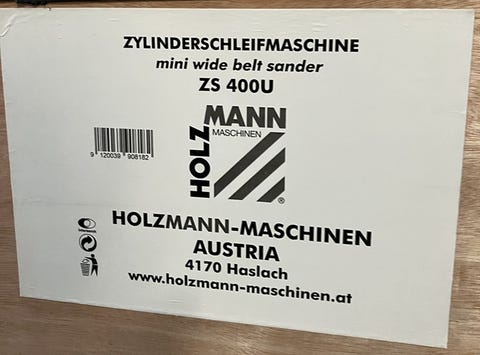 ZYLINDERSCHLEIFMASCHINE
mini wide belt sander
ZS 400U
HOLZ
MANN
MASCHINEN
®
9 120039 908182
HOLZMANN-MASCHINEN
AUSTRIA
4170 Haslach
www.holzmann-maschinen.at